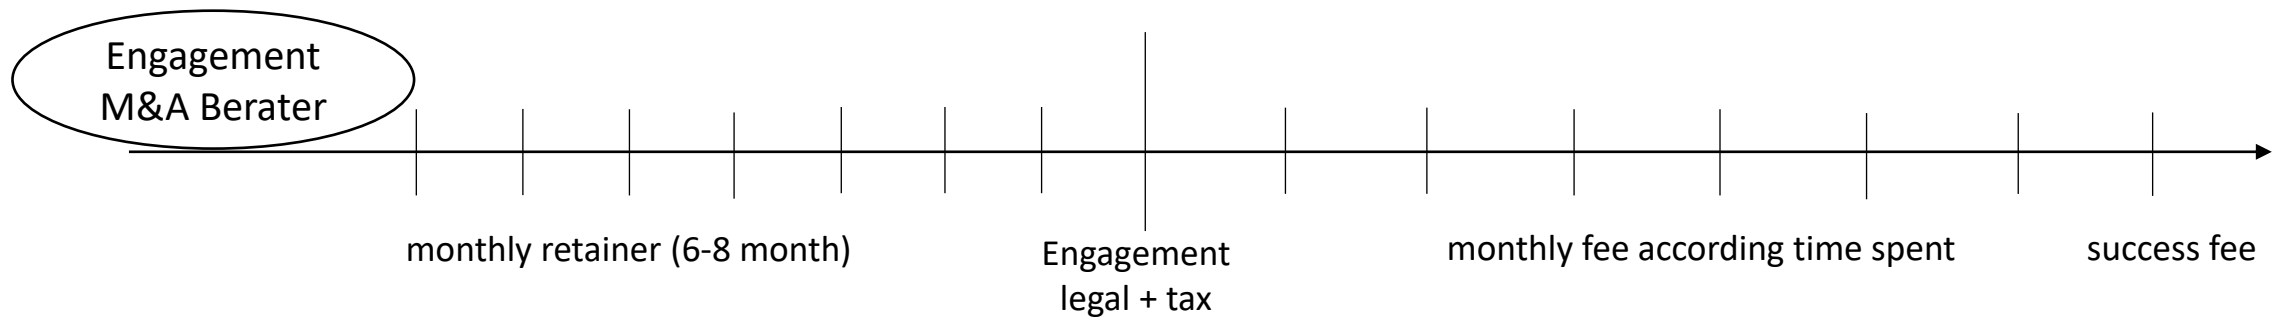 Engagement
M&A Berater
monthly retainer (6-8 month)
Engagement
legal + tax
monthly fee according time spent
success fee